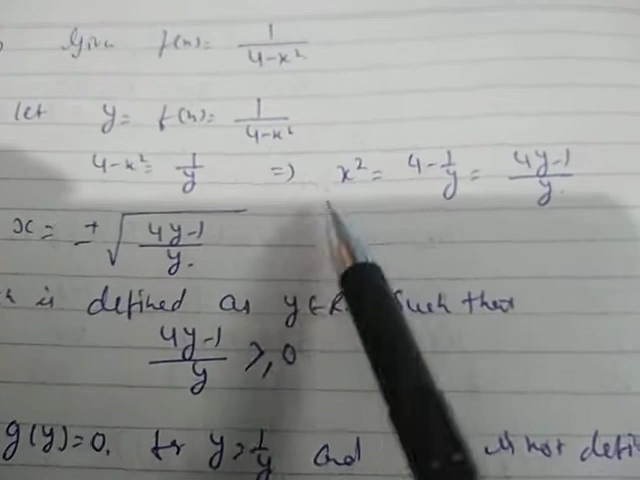 Given f(x) = 1/(4-x²)
let y = f(x) = 1/(4-x²)
4-x² = 1/y => x² = 4 - 1/y = (4y-1)/y.
x = ± √((4y-1)/y.)
is defined as y ∈ R such that
(4y-1)/y ≥ 0
g(y)=0. for y = 1/4 and not defi